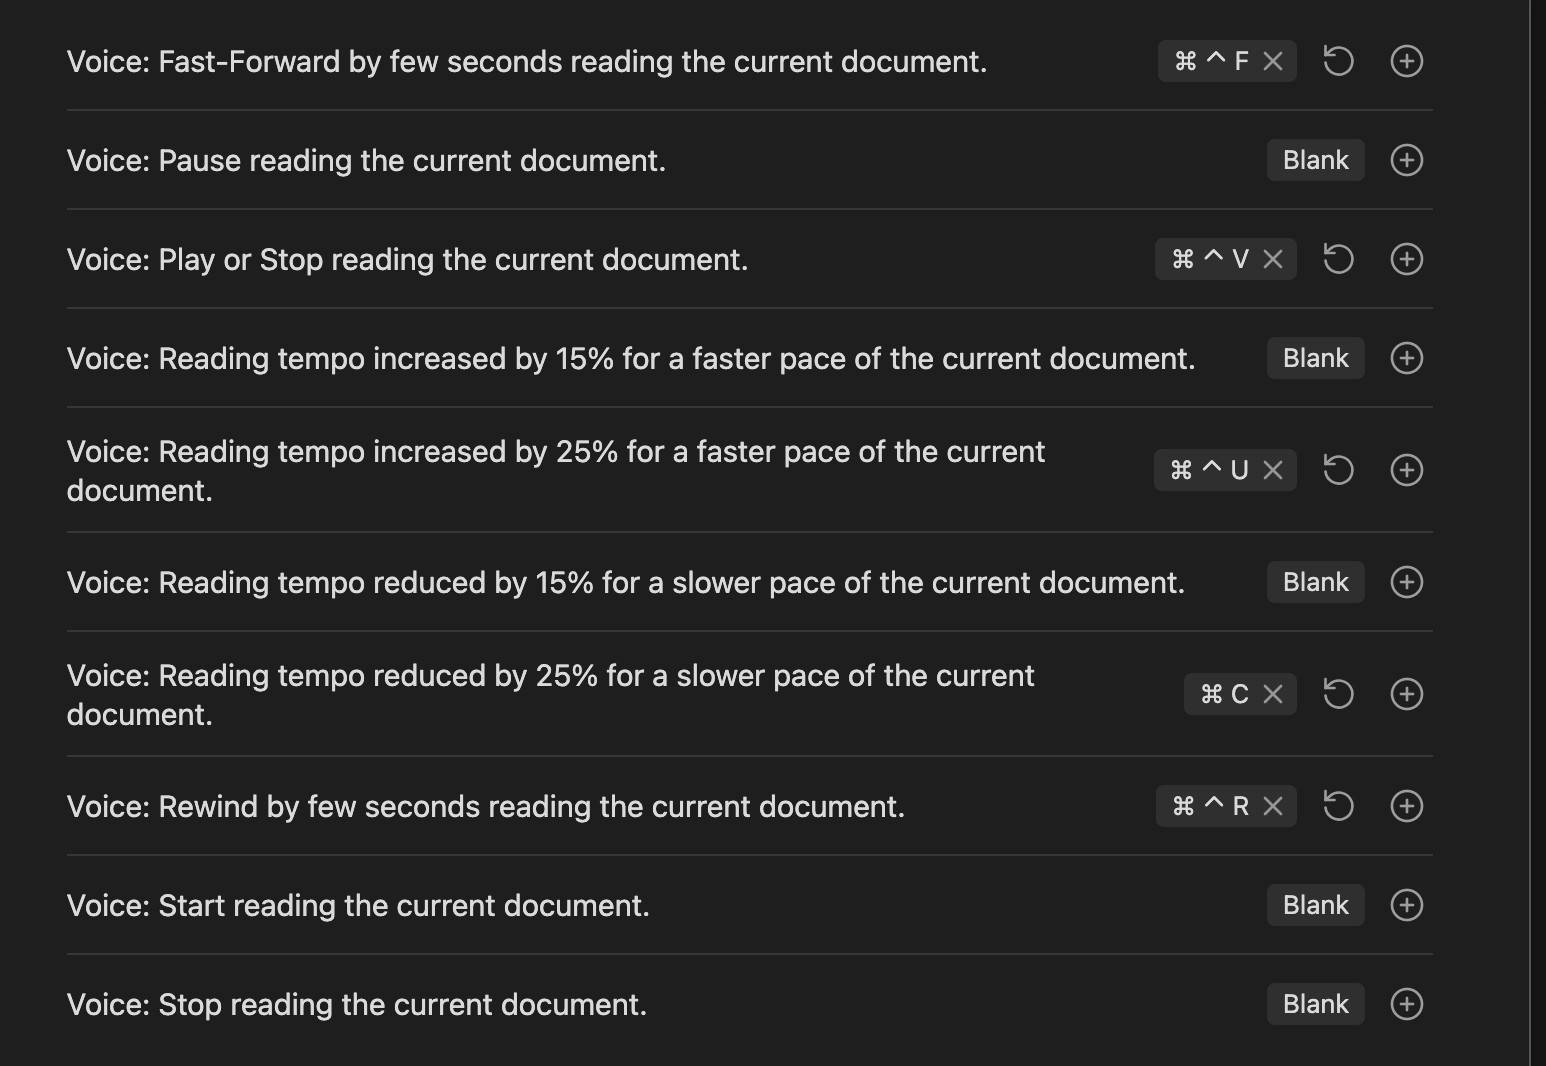 Voice: Fast-Forward by few seconds reading the current document. ⌘ ^ F
Voice: Pause reading the current document. Blank
Voice: Play or Stop reading the current document. ⌘ ^ V
Voice: Reading tempo increased by 15% for a faster pace of the current document. Blank
Voice: Reading tempo increased by 25% for a faster pace of the current
document. ⌘ ^ U
Voice: Reading tempo reduced by 15% for a slower pace of the current document. Blank
Voice: Reading tempo reduced by 25% for a slower pace of the current
document. ⌘ C
Voice: Rewind by few seconds reading the current document. ⌘ ^ R
Voice: Start reading the current document. Blank
Voice: Stop reading the current document. Blank